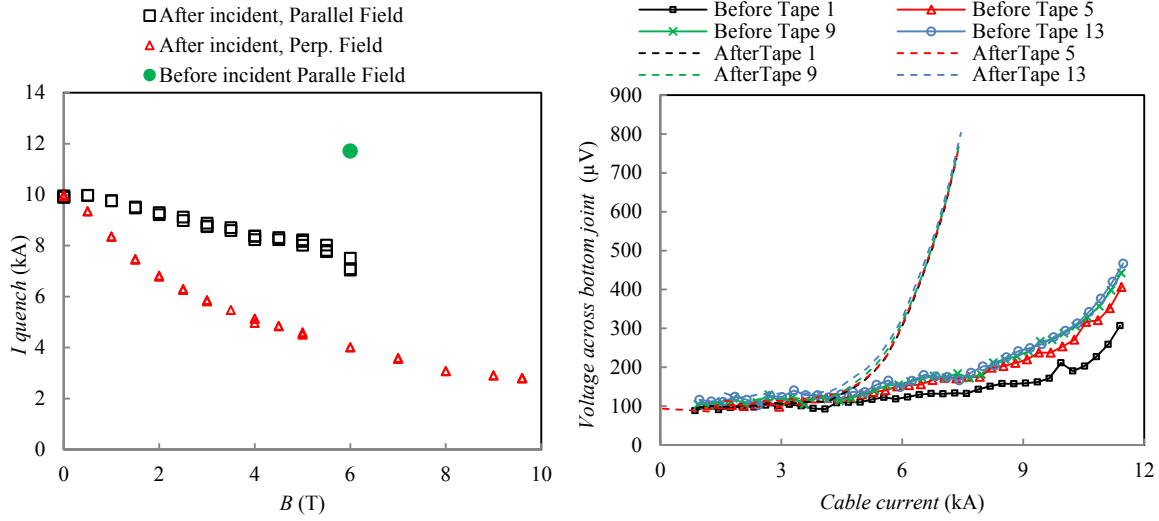 After incident, Parallel Field
After incident, Perp. Field
Before incident Paralle Field
14
12
10
8
6
4
2
0
I quench (kA)
0 2 4 6 8 10
B (T)
Before Tape 1 Before Tape 5
Before Tape 9 Before Tape 13
AfterTape 1 AfterTape 5
AfterTape 9 AfterTape 13
900
800
700
600
500
400
300
200
100
0
Voltage across bottom joint (µV)
0 3 6 9 12
Cable current (kA)